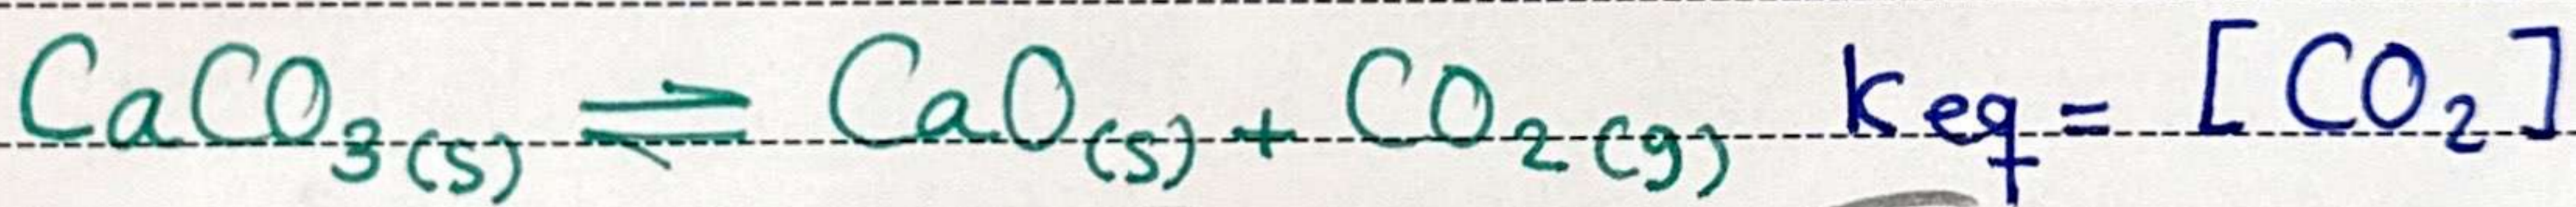 CaCO₃(s) ⇌ CaO(s) + CO₂(g) Keq = [CO₂]